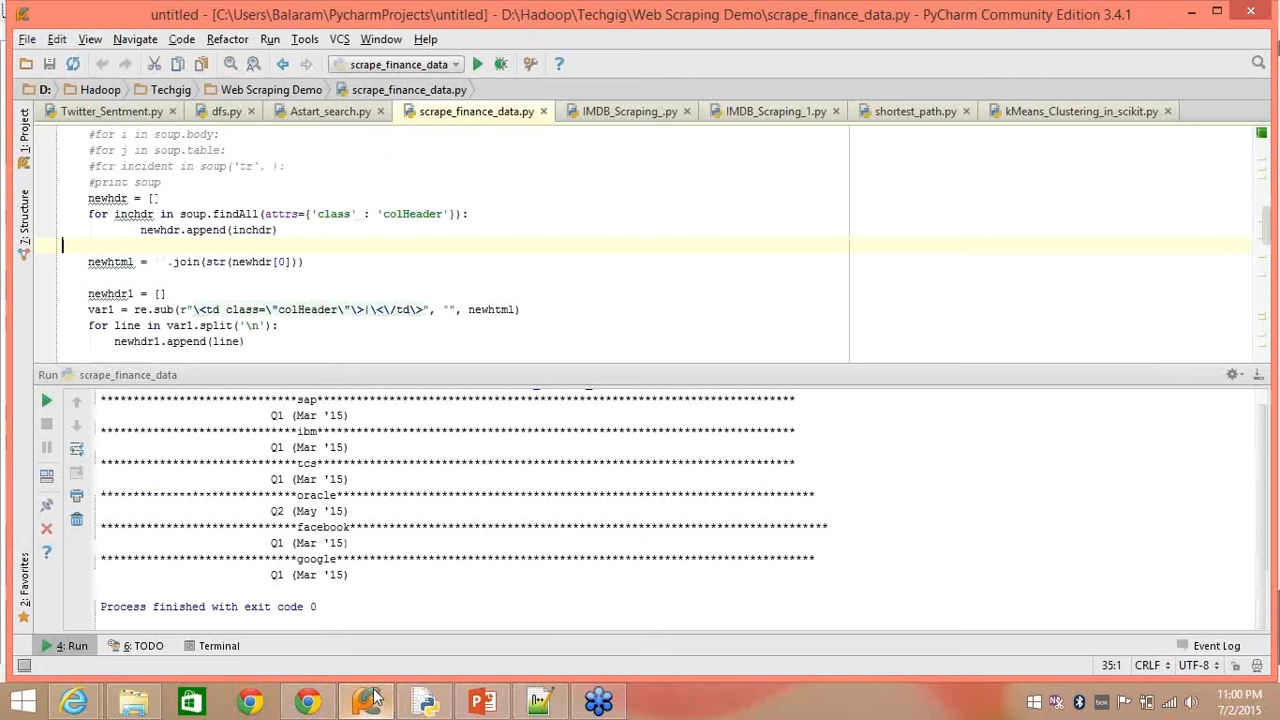 untitled - [C:\Users\Balaram\PycharmProjects\untitled] - D:\Hadoop\Techgig\Web Scraping Demo\scrape_finance_data.py - PyCharm Community Edition 3.4.1
File Edit View Navigate Code Refactor Run Tools VCS Window Help
scrape_finance_data
D: Hadoop Techgig Web Scraping Demo scrape_finance_data.py
Twitter_Sentment.py dfs.py Astart_search.py scrape_finance_data.py IMDB_Scraping_.py IMDB_Scraping_1.py shortest_path.py kMeans_Clustering_in_scikit.py
1: Project
7: Structure
2: Favorites
#for i in soup.body:
#for j in soup.table:
#for incident in soup('tr', ):
#print soup
newhdr = []
for inchdr in soup.findAll(attrs={'class' : 'colHeader'}):
newhdr.append(inchdr)
newhtml = ''.join(str(newhdr[0]))
newhdr1 = []
var1 = re.sub(r"\<td class=\"colHeader\"\>|\<\/td\>", "", newhtml)
for line in var1.split('\n'):
newhdr1.append(line)
Run scrape_finance_data
******************************sap*************************************************************************
Q1 (Mar '15)
******************************ibm*************************************************************************
Q1 (Mar '15)
******************************tcs*************************************************************************
Q1 (Mar '15)
******************************oracle*************************************************************************
Q2 (May '15)
******************************facebook*************************************************************************
Q1 (Mar '15)
******************************google*************************************************************************
Q1 (Mar '15)
Process finished with exit code 0
4: Run 6: TODO Terminal Event Log
35:1 CRLF UTF-8
11:00 PM
7/2/2015